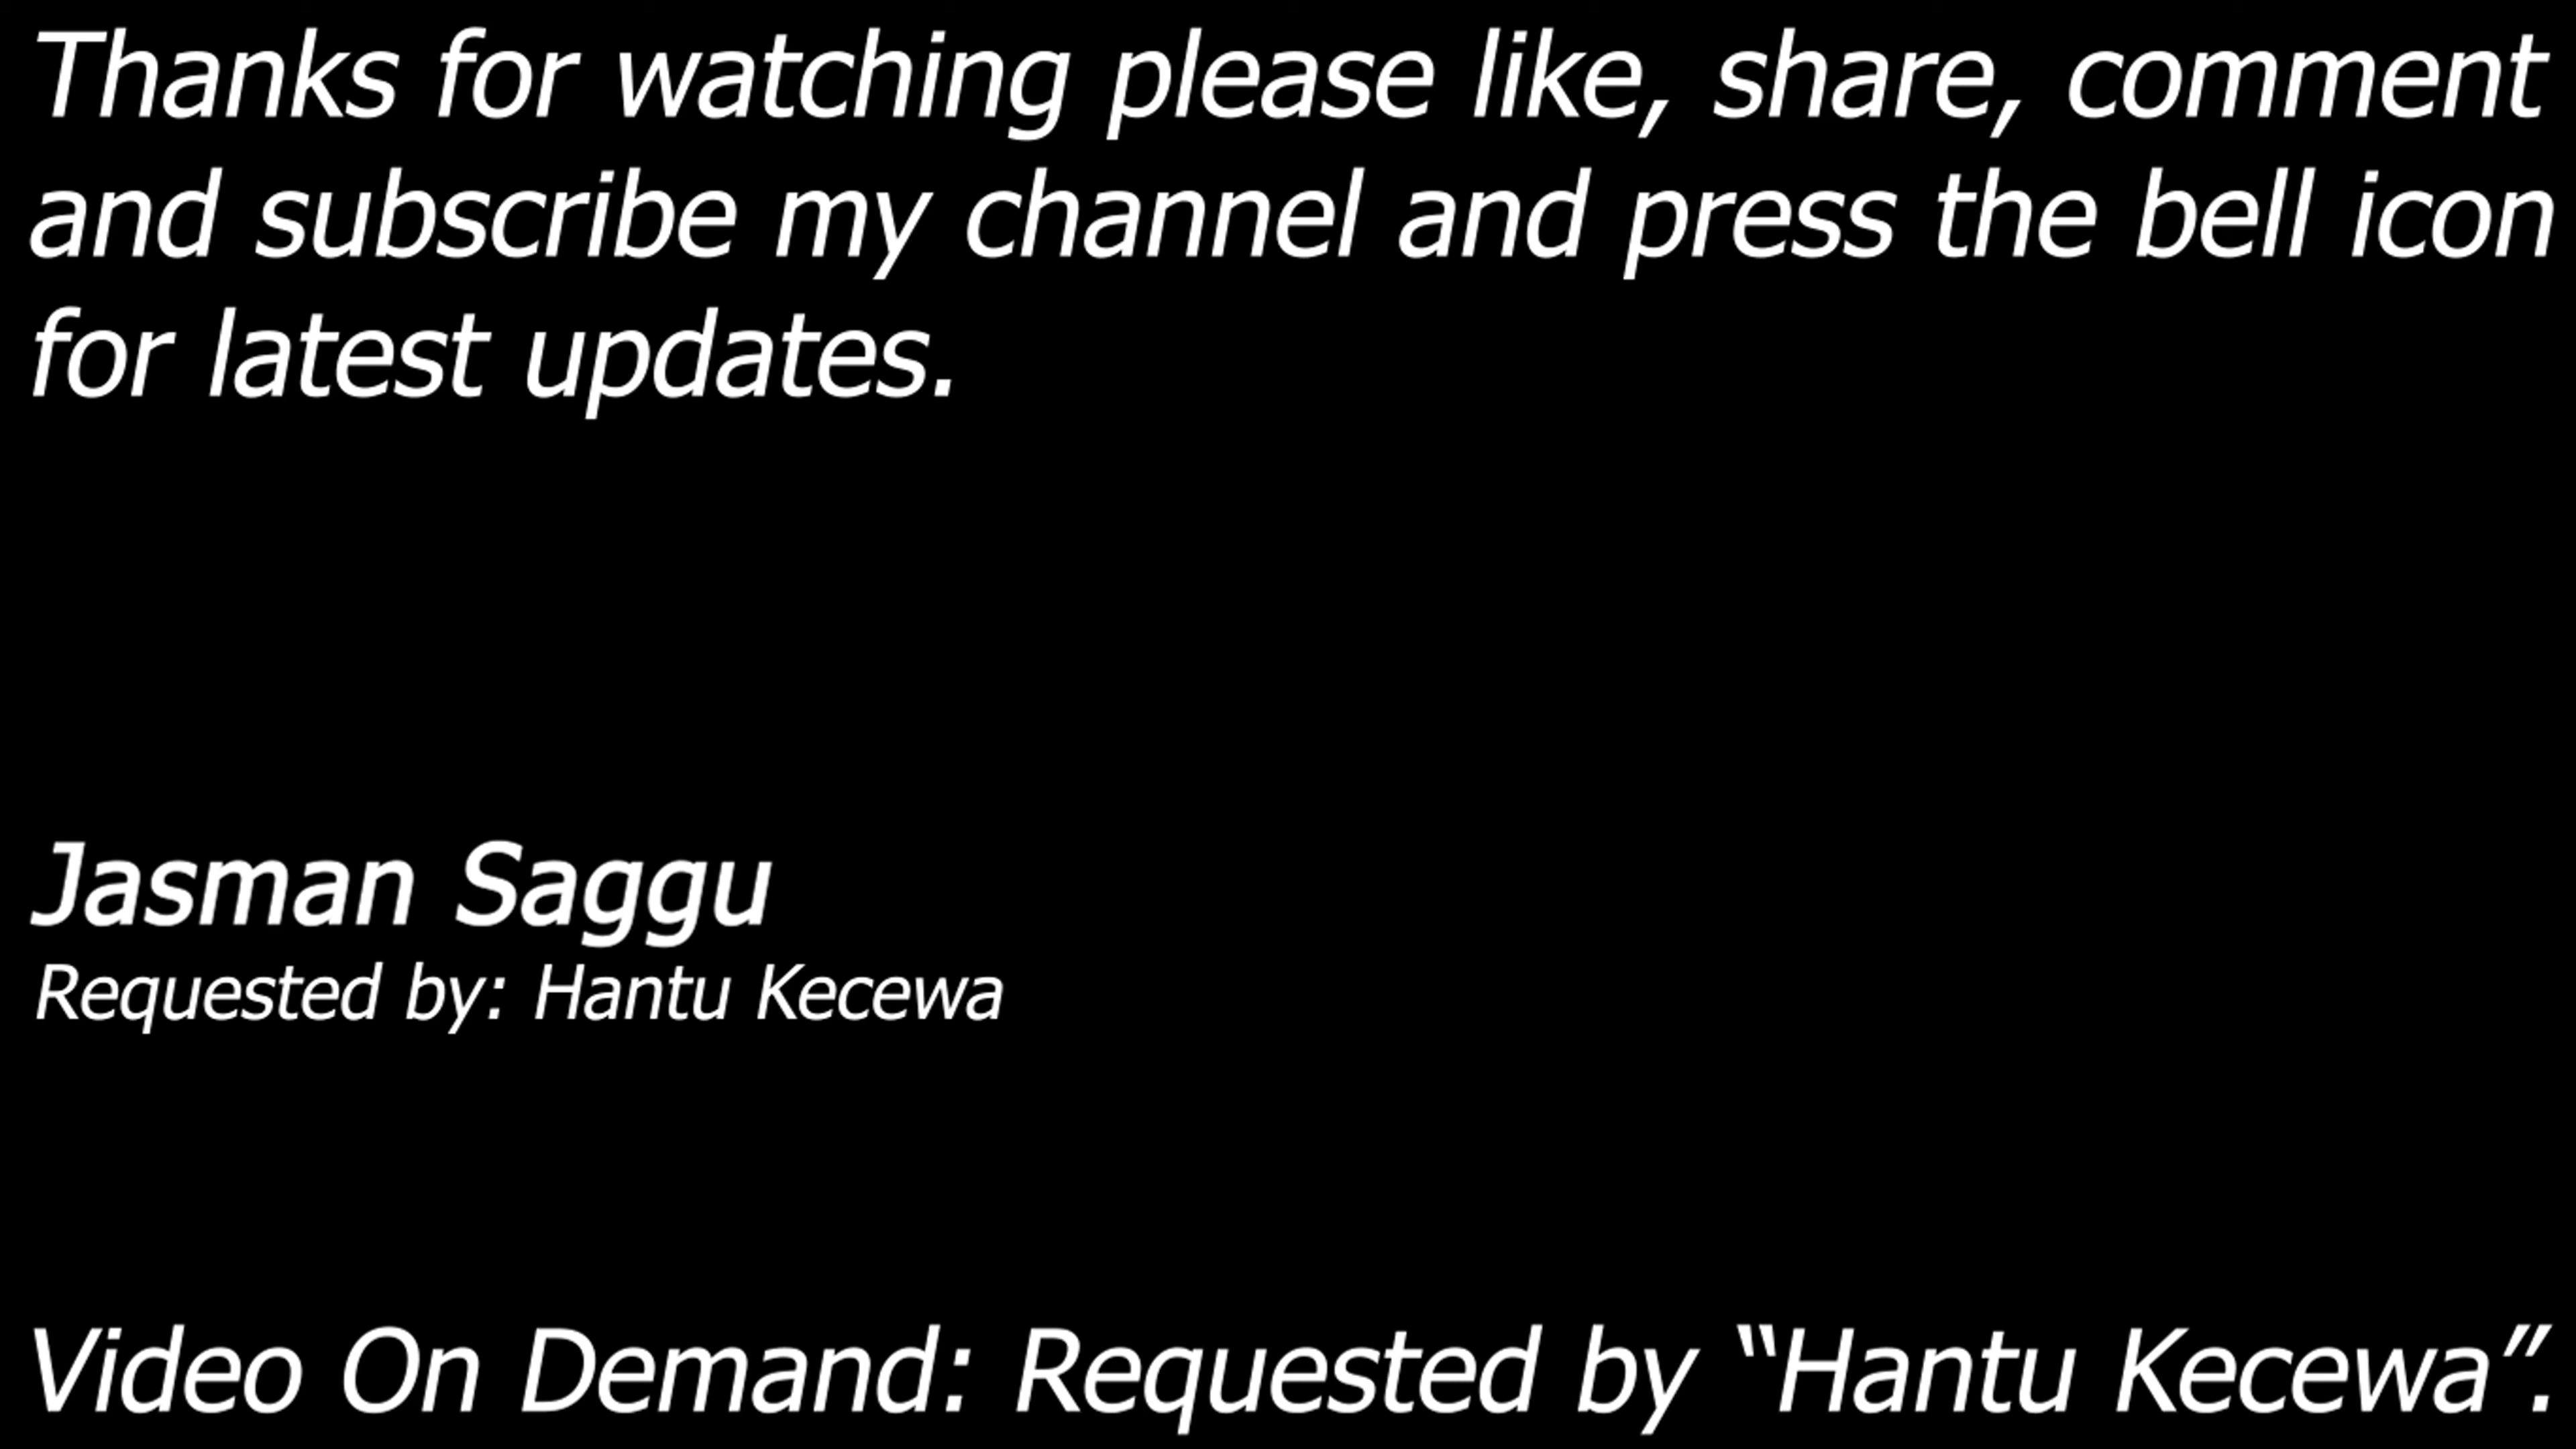 Thanks for watching please like, share, comment
and subscribe my channel and press the bell icon
for latest updates.
Jasman Saggu
Requested by: Hantu Kecewa
Video On Demand: Requested by “Hantu Kecewa”.